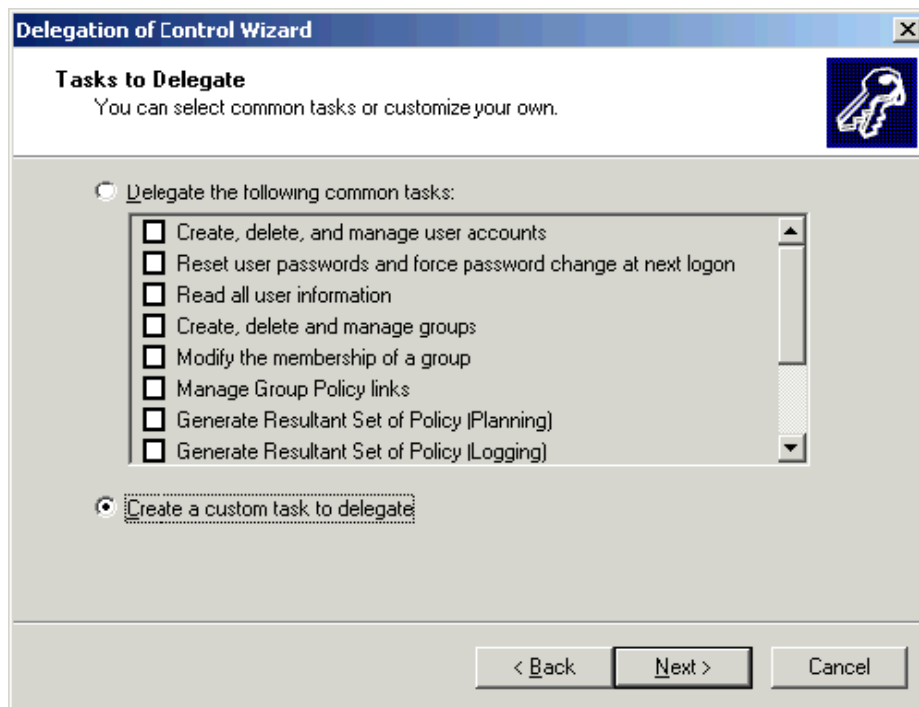 Delegation of Control Wizard
Tasks to Delegate
You can select common tasks or customize your own.
Delegate the following common tasks:
Create, delete, and manage user accounts
Reset user passwords and force password change at next logon
Read all user information
Create, delete and manage groups
Modify the membership of a group
Manage Group Policy links
Generate Resultant Set of Policy (Planning)
Generate Resultant Set of Policy (Logging)
Create a custom task to delegate
< Back
Next >
Cancel